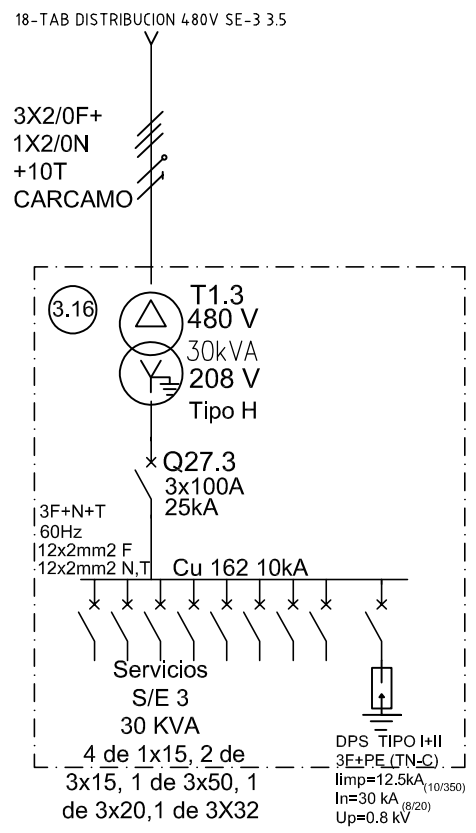 18-TAB DISTRIBUCION 480V SE-3 3.5
3X2/0F+
1X2/0N
+10T
CARCAMO
3.16
T1.3
480 V
30kVA
208 V
Tipo H
Q27.3
3x100A
25kA
3F+N+T
60Hz
12x2mm2 F
12x2mm2 N,T
Cu 162 10kA
Servicios
S/E 3
30 KVA
4 de 1x15, 2 de
3x15, 1 de 3x50, 1
de 3x20,1 de 3X32
DPS TIPO I+II
3F+PE (TN-C)
Iimp=12.5kA (10/350)
In=30 kA (8/20)
Up=0.8 kV